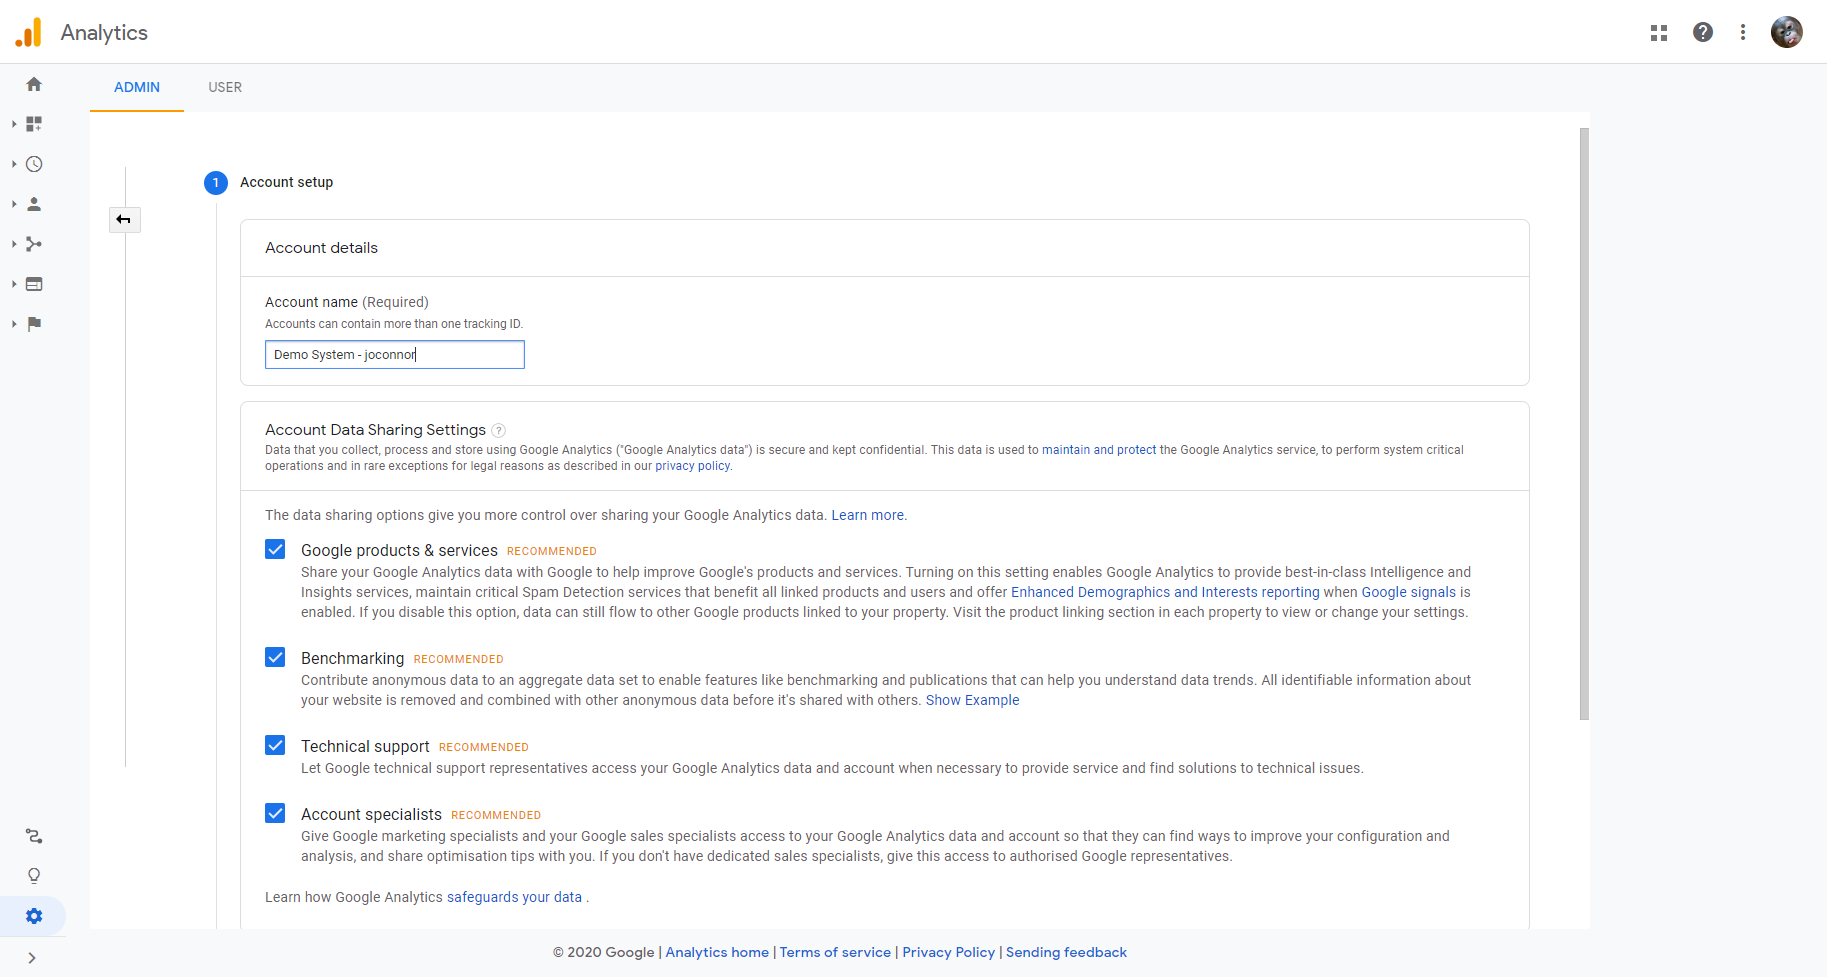 Analytics
ADMIN
USER
1
Account setup
Account details
Account name (Required)
Accounts can contain more than one tracking ID.
Demo System - joconnor
Account Data Sharing Settings ?
Data that you collect, process and store using Google Analytics ("Google Analytics data") is secure and kept confidential. This data is used to maintain and protect the Google Analytics service, to perform system critical
operations and in rare exceptions for legal reasons as described in our privacy policy.
The data sharing options give you more control over sharing your Google Analytics data. Learn more.
Google products & services RECOMMENDED
Share your Google Analytics data with Google to help improve Google's products and services. Turning on this setting enables Google Analytics to provide best-in-class Intelligence and
Insights services, maintain critical Spam Detection services that benefit all linked products and users and offer Enhanced Demographics and Interests reporting when Google signals is
enabled. If you disable this option, data can still flow to other Google products linked to your property. Visit the product linking section in each property to view or change your settings.
Benchmarking RECOMMENDED
Contribute anonymous data to an aggregate data set to enable features like benchmarking and publications that can help you understand data trends. All identifiable information about
your website is removed and combined with other anonymous data before it's shared with others. Show Example
Technical support RECOMMENDED
Let Google technical support representatives access your Google Analytics data and account when necessary to provide service and find solutions to technical issues.
Account specialists RECOMMENDED
Give Google marketing specialists and your Google sales specialists access to your Google Analytics data and account so that they can find ways to improve your configuration and
analysis, and share optimisation tips with you. If you don't have dedicated sales specialists, give this access to authorised Google representatives.
Learn how Google Analytics safeguards your data .
© 2020 Google | Analytics home | Terms of service | Privacy Policy | Sending feedback